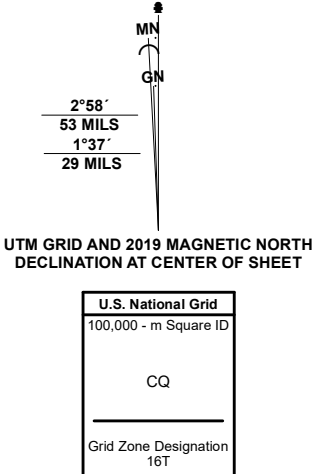 MN
GN
2°58´
53 MILS
1°37´
29 MILS
UTM GRID AND 2019 MAGNETIC NORTH
DECLINATION AT CENTER OF SHEET
U.S. National Grid
100,000 - m Square ID
CQ
Grid Zone Designation
16T